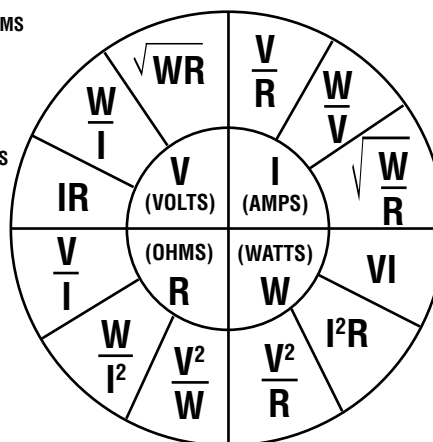 MS
S
√WR
V/R
W/I
W/V
IR
V
(VOLTS)
I
(AMPS)
√W/R
V/I
(OHMS)
R
(WATTS)
W
VI
W/I²
V²/W
V²/R
I²R